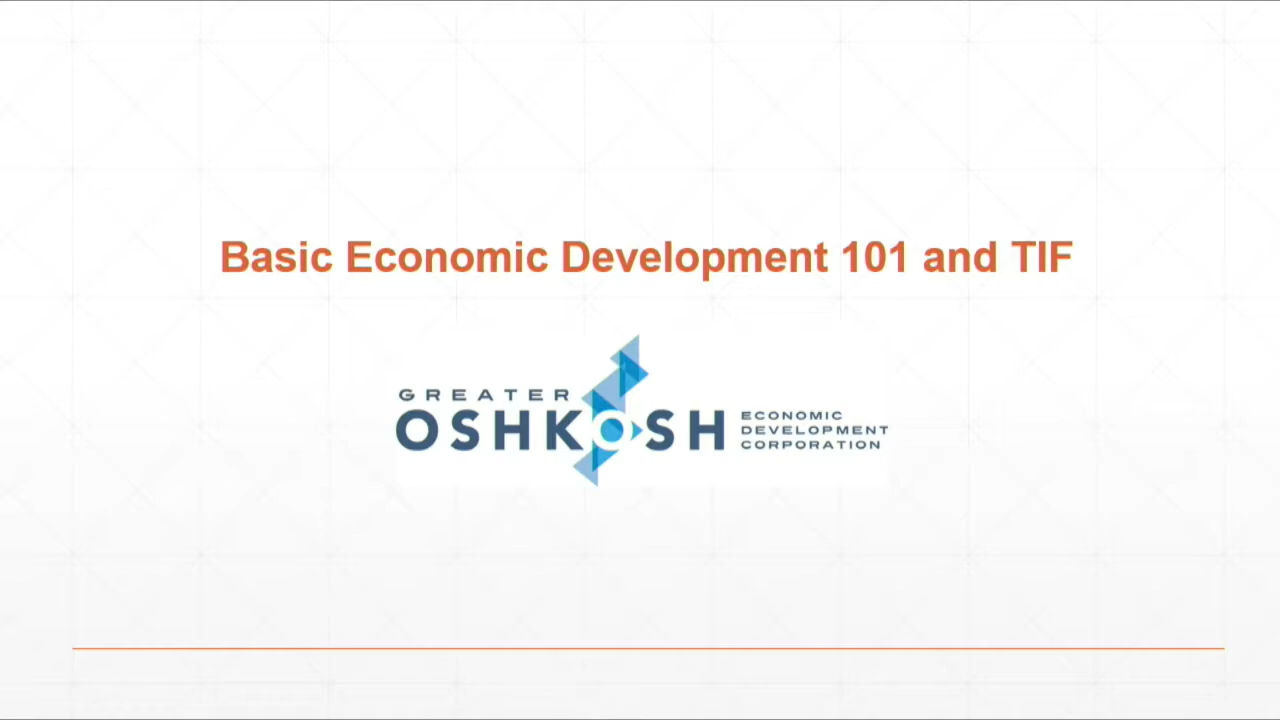 Basic Economic Development 101 and TIF
GREATER
OSHKOSH
ECONOMIC
DEVELOPMENT
CORPORATION